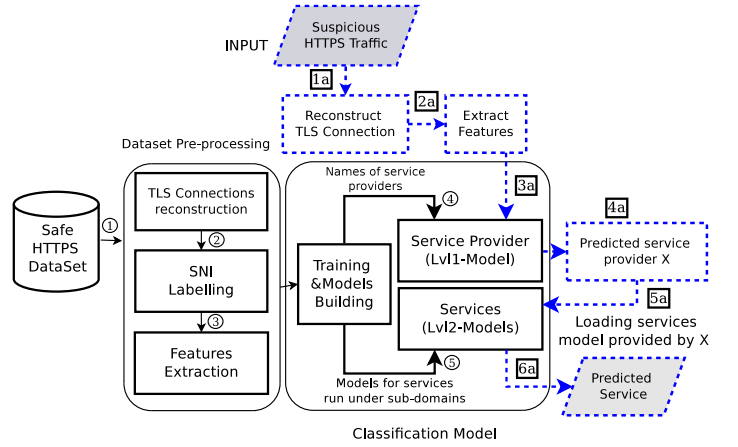 Suspicious
HTTPS Traffic
INPUT
1a
2a
Reconstruct
TLS Connection
Extract
Features
Dataset Pre-processing
3a
Names of service
providers
4
4a
Safe
HTTPS
DataSet
1
TLS Connections
reconstruction
2
SNI
Labelling
3
Features
Extraction
Training
&Models
Building
Service Provider
(Lvl1-Model)
Predicted service
provider X
Services
(Lvl2-Models)
5a
Loading services
model provided by X
5
6a
Models for services
run under sub-domains
Predicted
Service
Classification Model